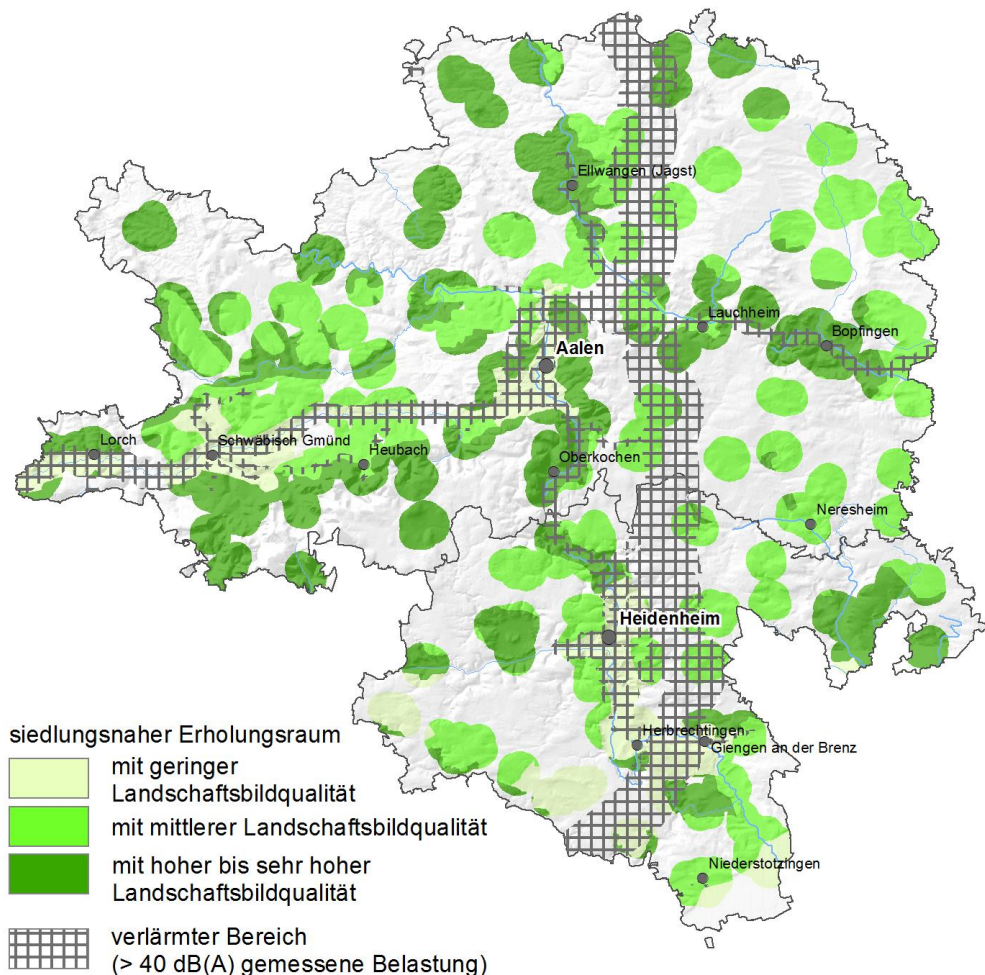 Ellwangen (Jagst)
Lauchheim
Bopfingen
Aalen
Lorch
Schwäbisch Gmünd
Heubach
Oberkochen
Neresheim
Heidenheim
Herbrechtingen
Giengen an der Brenz
Niederstotzingen
siedlungsnaher Erholungsraum
mit geringer
Landschaftsbildqualität
mit mittlerer Landschaftsbildqualität
mit hoher bis sehr hoher
Landschaftsbildqualität
verlärmter Bereich
(> 40 dB(A) gemessene Belastung)